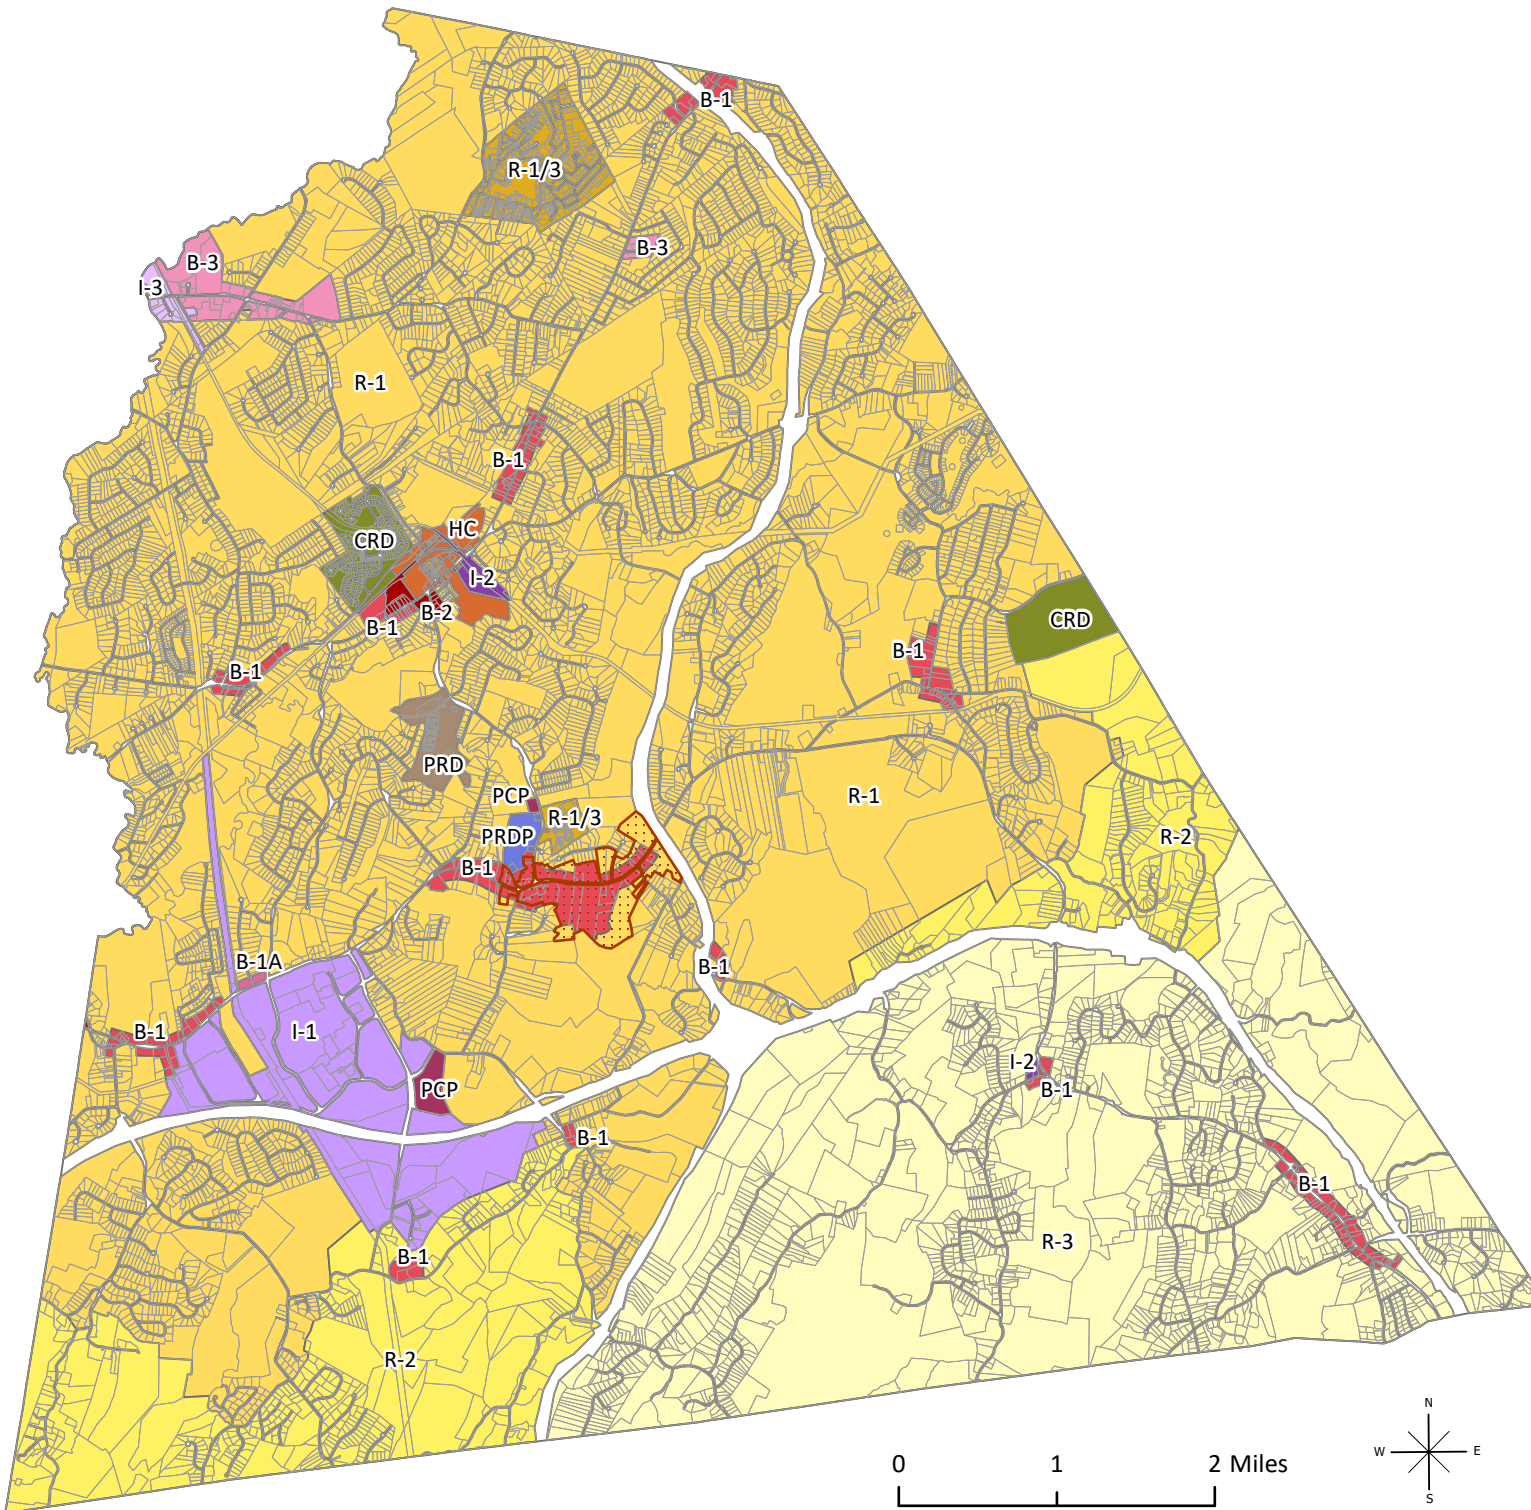 B-1
R-1/3
B-3
B-3
I-3
R-1
B-1
HC
CRD
I-2
B-2
CRD
B-1
B-1
B-1
PRD
PCP
R-1
R-1/3
PRDP
R-2
B-1
B-1A
B-1
B-1
I-1
I-2
PCP
B-1
B-1
B-1
R-3
B-1
R-2
N
W E
S
0 1 2 Miles